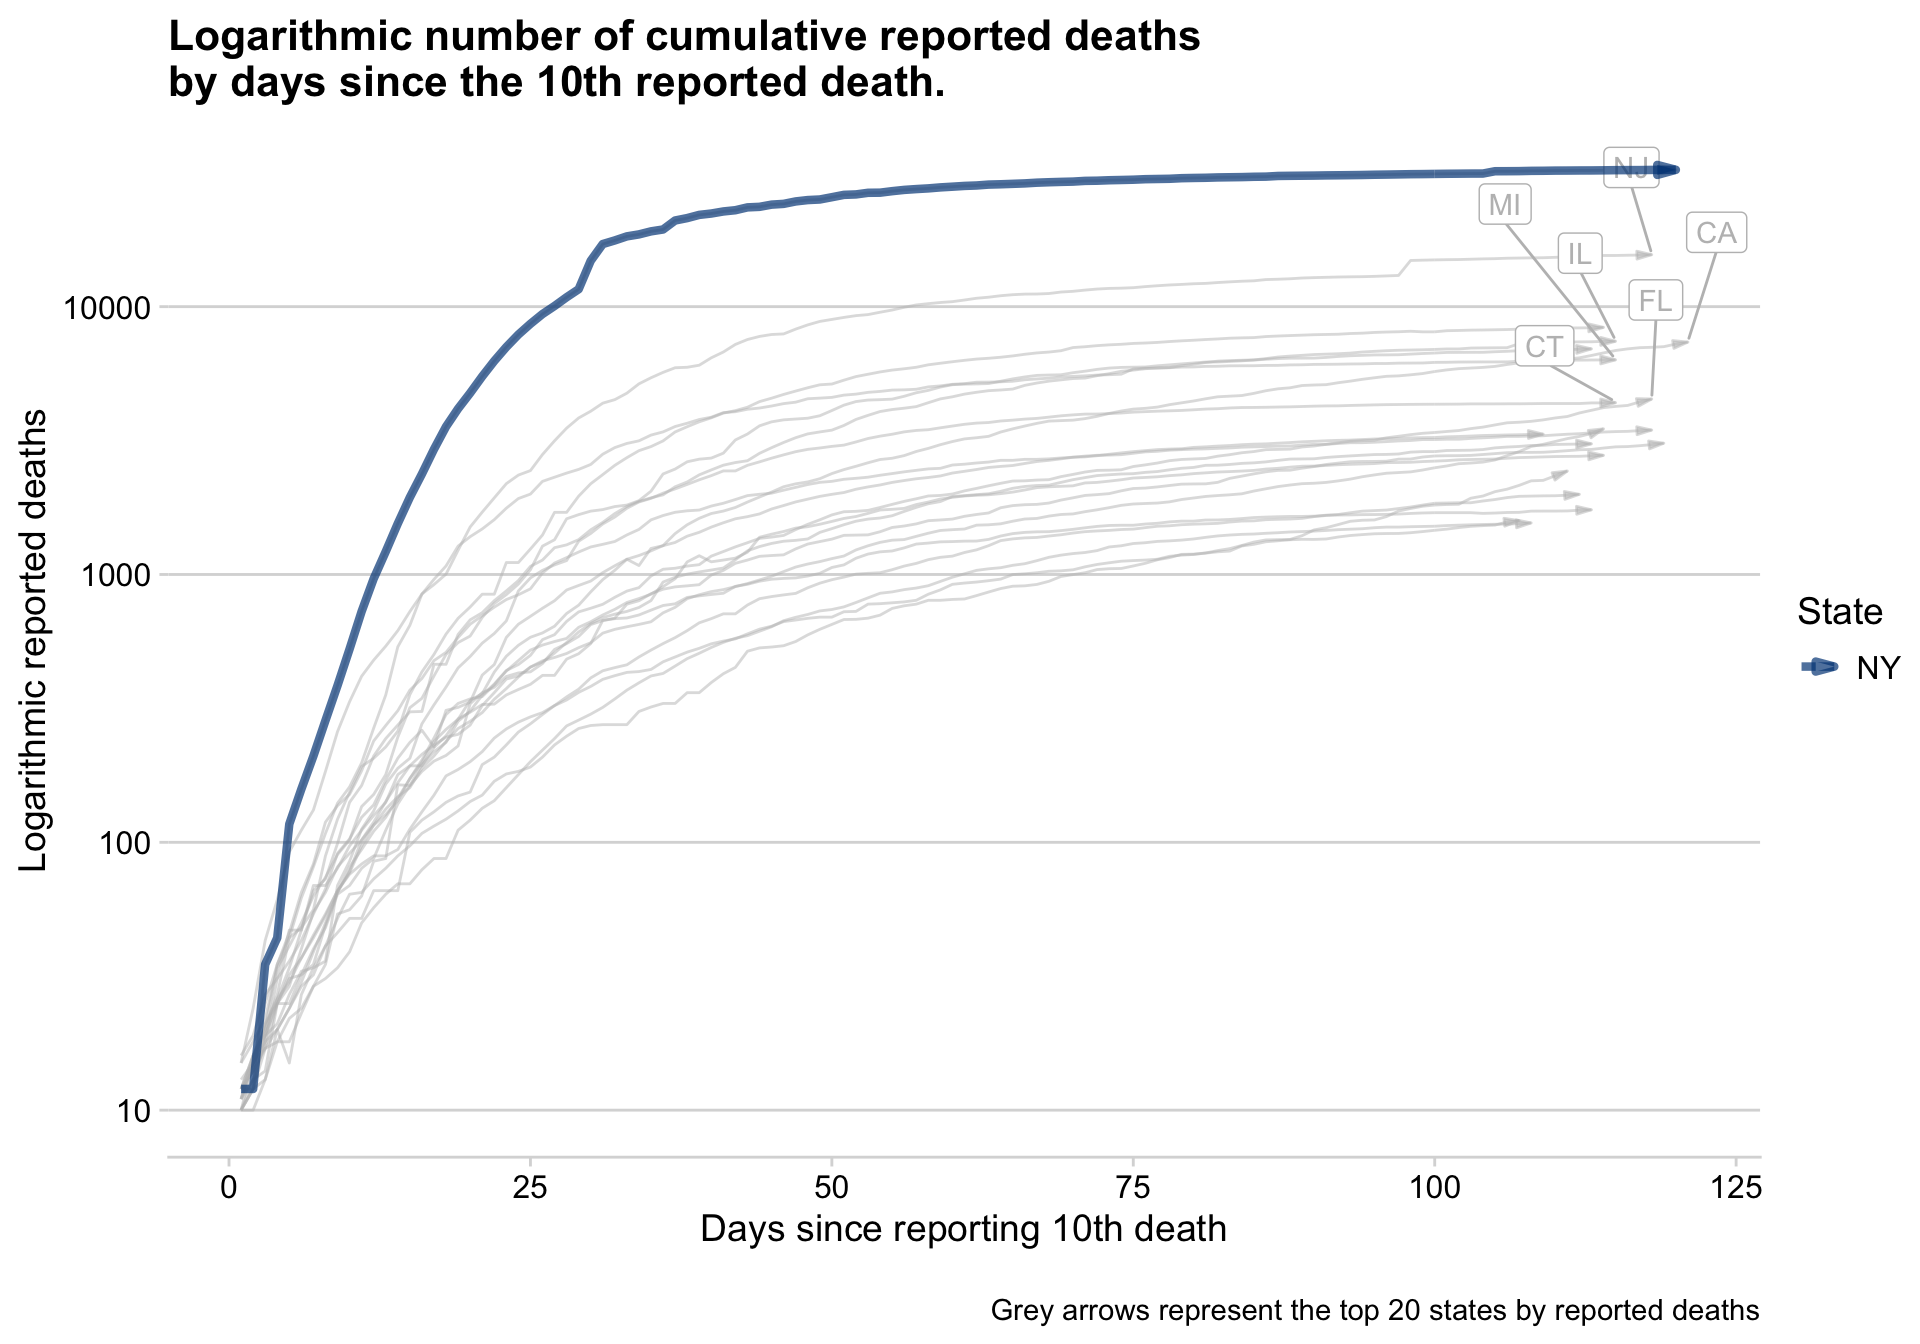 Logarithmic number of cumulative reported deaths
by days since the 10th reported death.
Logarithmic reported deaths
10000
1000
100
10
NJ
MI
CA
IL
FL
CT
State
NY
0
25
50
75
100
125
Days since reporting 10th death
Grey arrows represent the top 20 states by reported deaths